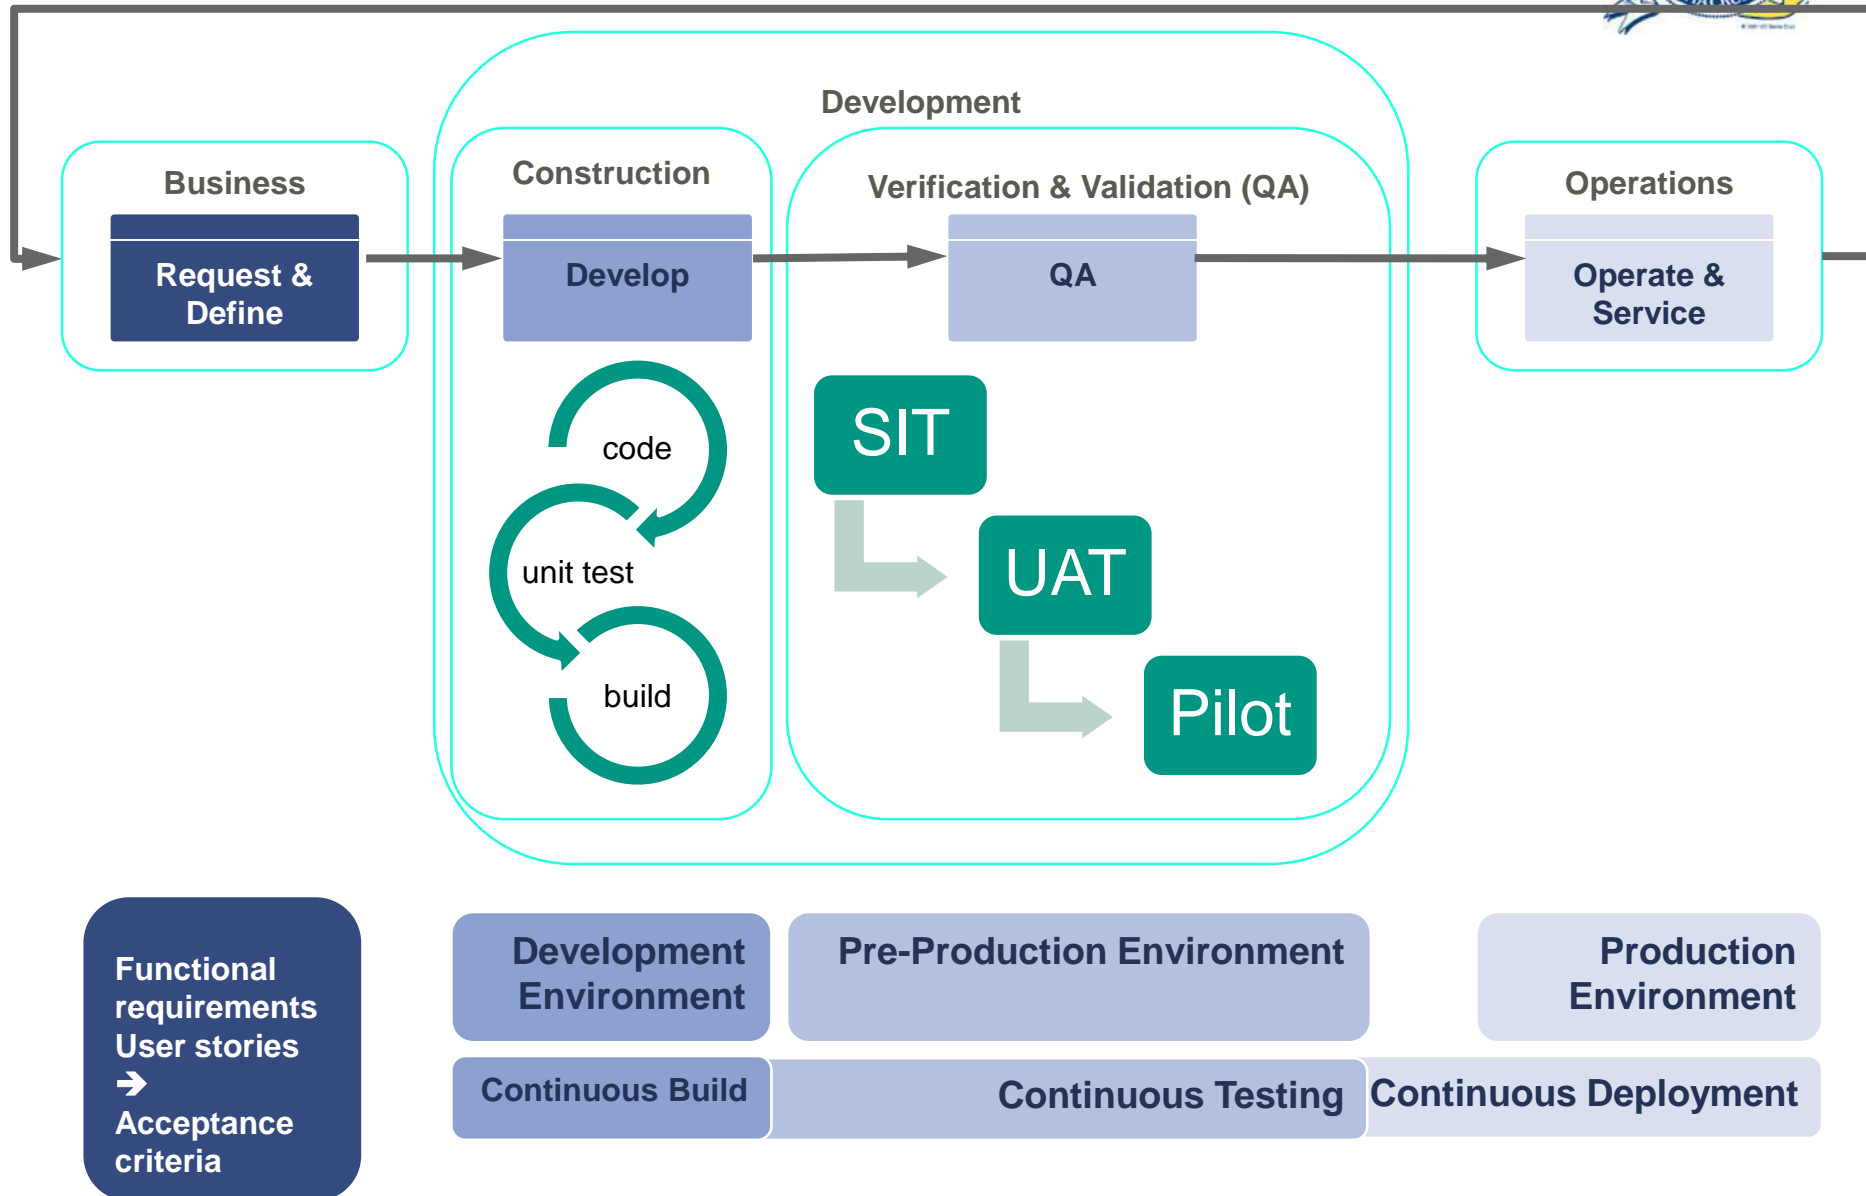 Development
Business
Construction
Verification & Validation (QA)
Operations
Request &
Define
Develop
QA
Operate &
Service
code
unit test
build
SIT
UAT
Pilot
Functional
requirements
User stories
➔
Acceptance
criteria
Development
Environment
Pre-Production Environment
Production
Environment
Continuous Build
Continuous Testing
Continuous Deployment